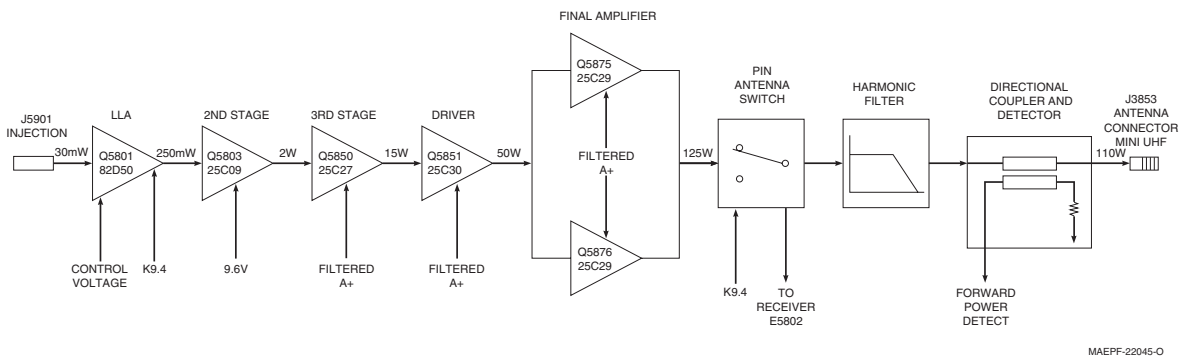 FINAL AMPLIFIER
Q5875
25C29
PIN
ANTENNA
SWITCH
HARMONIC
FILTER
DIRECTIONAL
COUPLER AND
DETECTOR
J3853
ANTENNA
CONNECTOR
MINI UHF
J5901
INJECTION
LLA
2ND STAGE
3RD STAGE
DRIVER
30mW
Q5801
82D50
250mW
Q5803
25C09
2W
Q5850
25C27
15W
Q5851
25C30
50W
FILTERED
A+
125W
110W
Q5876
25C29
CONTROL
VOLTAGE
K9.4
9.6V
FILTERED
A+
FILTERED
A+
K9.4
TO
RECEIVER
E5802
FORWARD
POWER
DETECT
MAEPF-22045-O